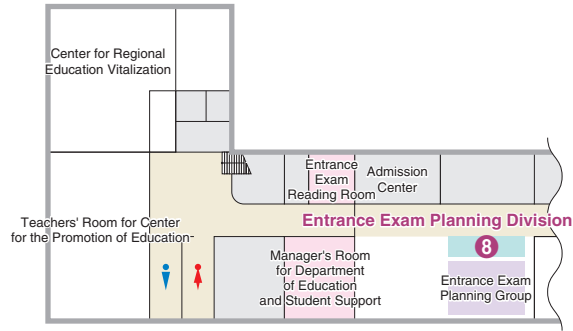 Center for Regional
Education Vitalization
Entrance
Exam
Reading Room
Admission
Center
Teachers' Room for Center
for the Promotion of Education
Entrance Exam Planning Division
8
Manager's Room
for Department
of Education
and Student Support
Entrance Exam
Planning Group